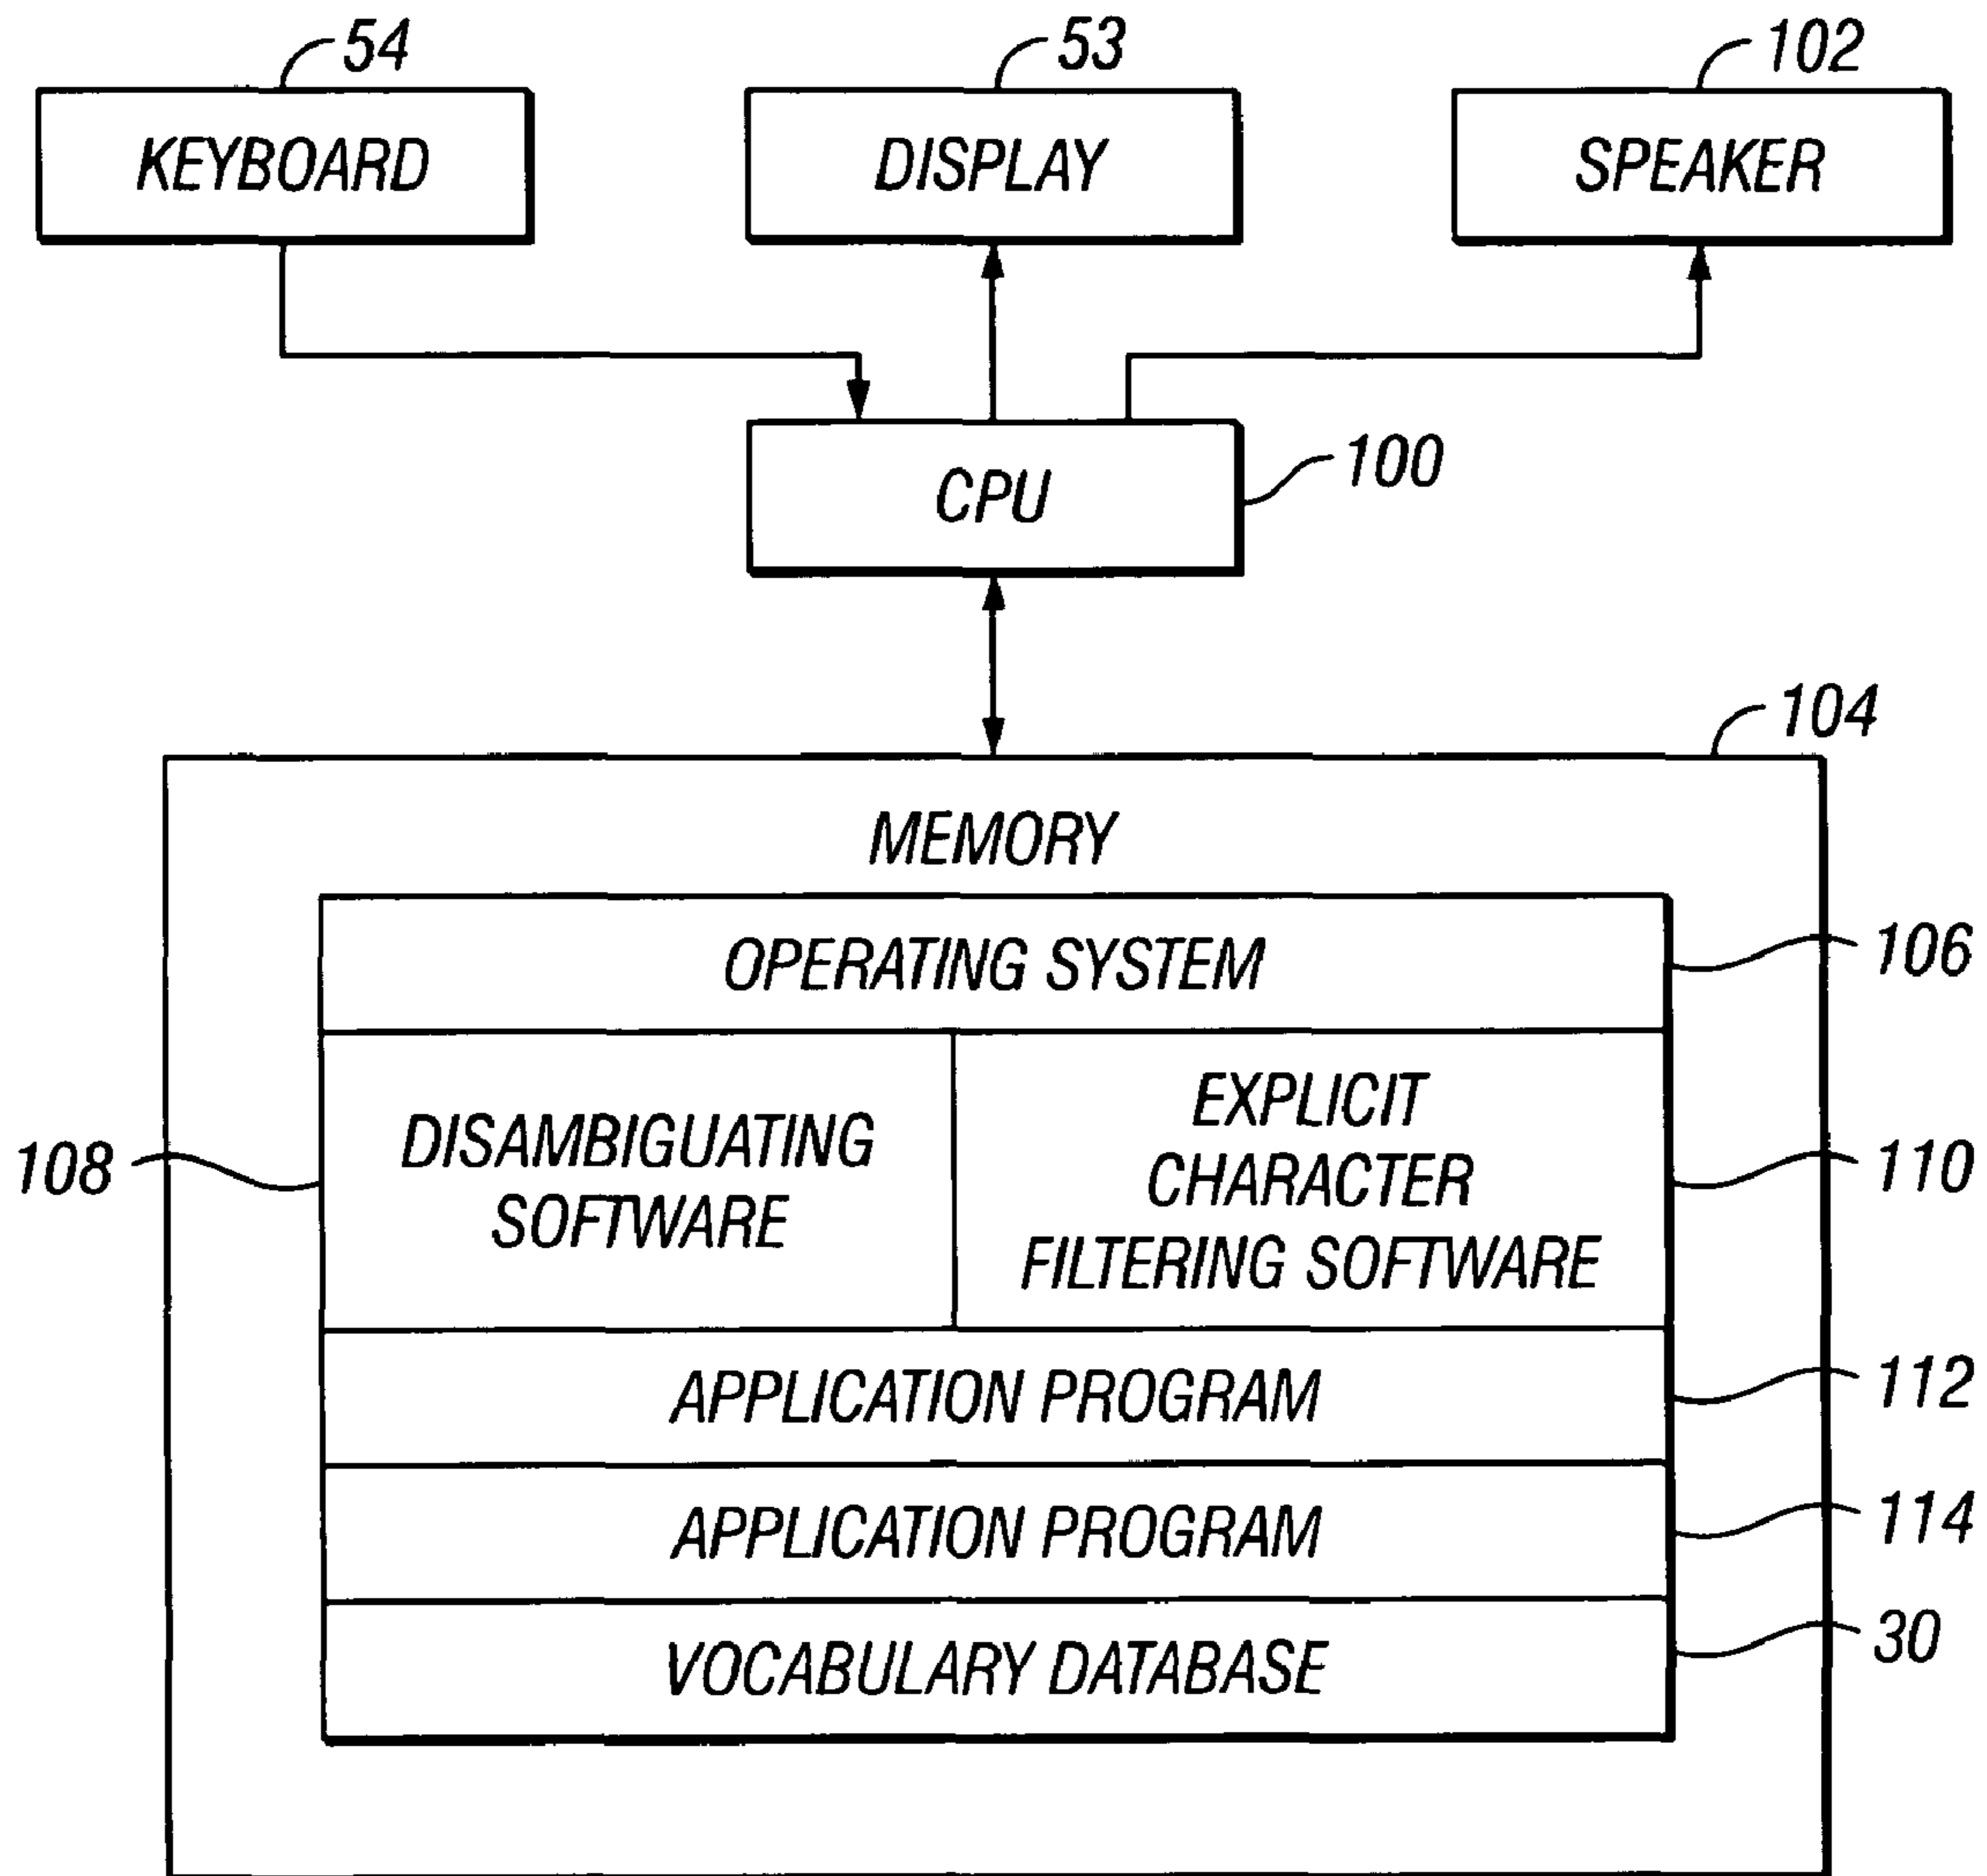 54
53
102
KEYBOARD
DISPLAY
SPEAKER
CPU
100
104
MEMORY
OPERATING SYSTEM
106
108
DISAMBIGUATING
SOFTWARE
EXPLICIT
CHARACTER
FILTERING SOFTWARE
110
APPLICATION PROGRAM
112
APPLICATION PROGRAM
114
VOCABULARY DATABASE
30